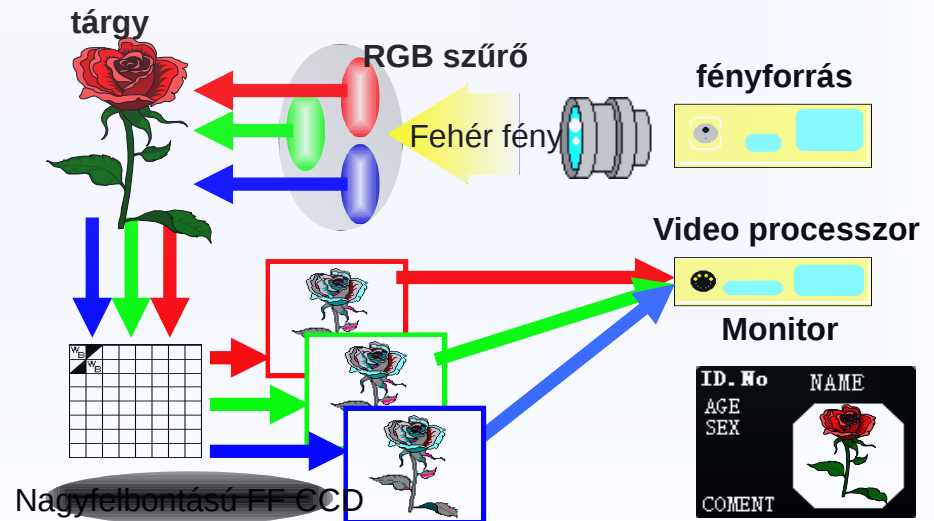 tárgy
RGB szűrő
fényforrás
Fehér fény
Video processzor
Monitor
W
B
W
B
ID.No NAME
AGE
SEX
COMENT
Nagyfelbontású FF CCD